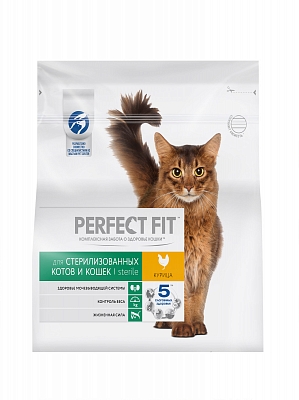 PERFECT FIT™
КОМПЛЕКСНАЯ ЗАБОТА О ЗДОРОВЬЕ КОШКИ
для СТЕРИЛИЗОВАННЫХ
КОТОВ И КОШЕК | sterile
КУРИЦА
ЗДОРОВЬЕ МОЧЕВЫВОДЯЩЕЙ СИСТЕМЫ
КОНТРОЛЬ ВЕСА
ЖИЗНЕННАЯ СИЛА
5